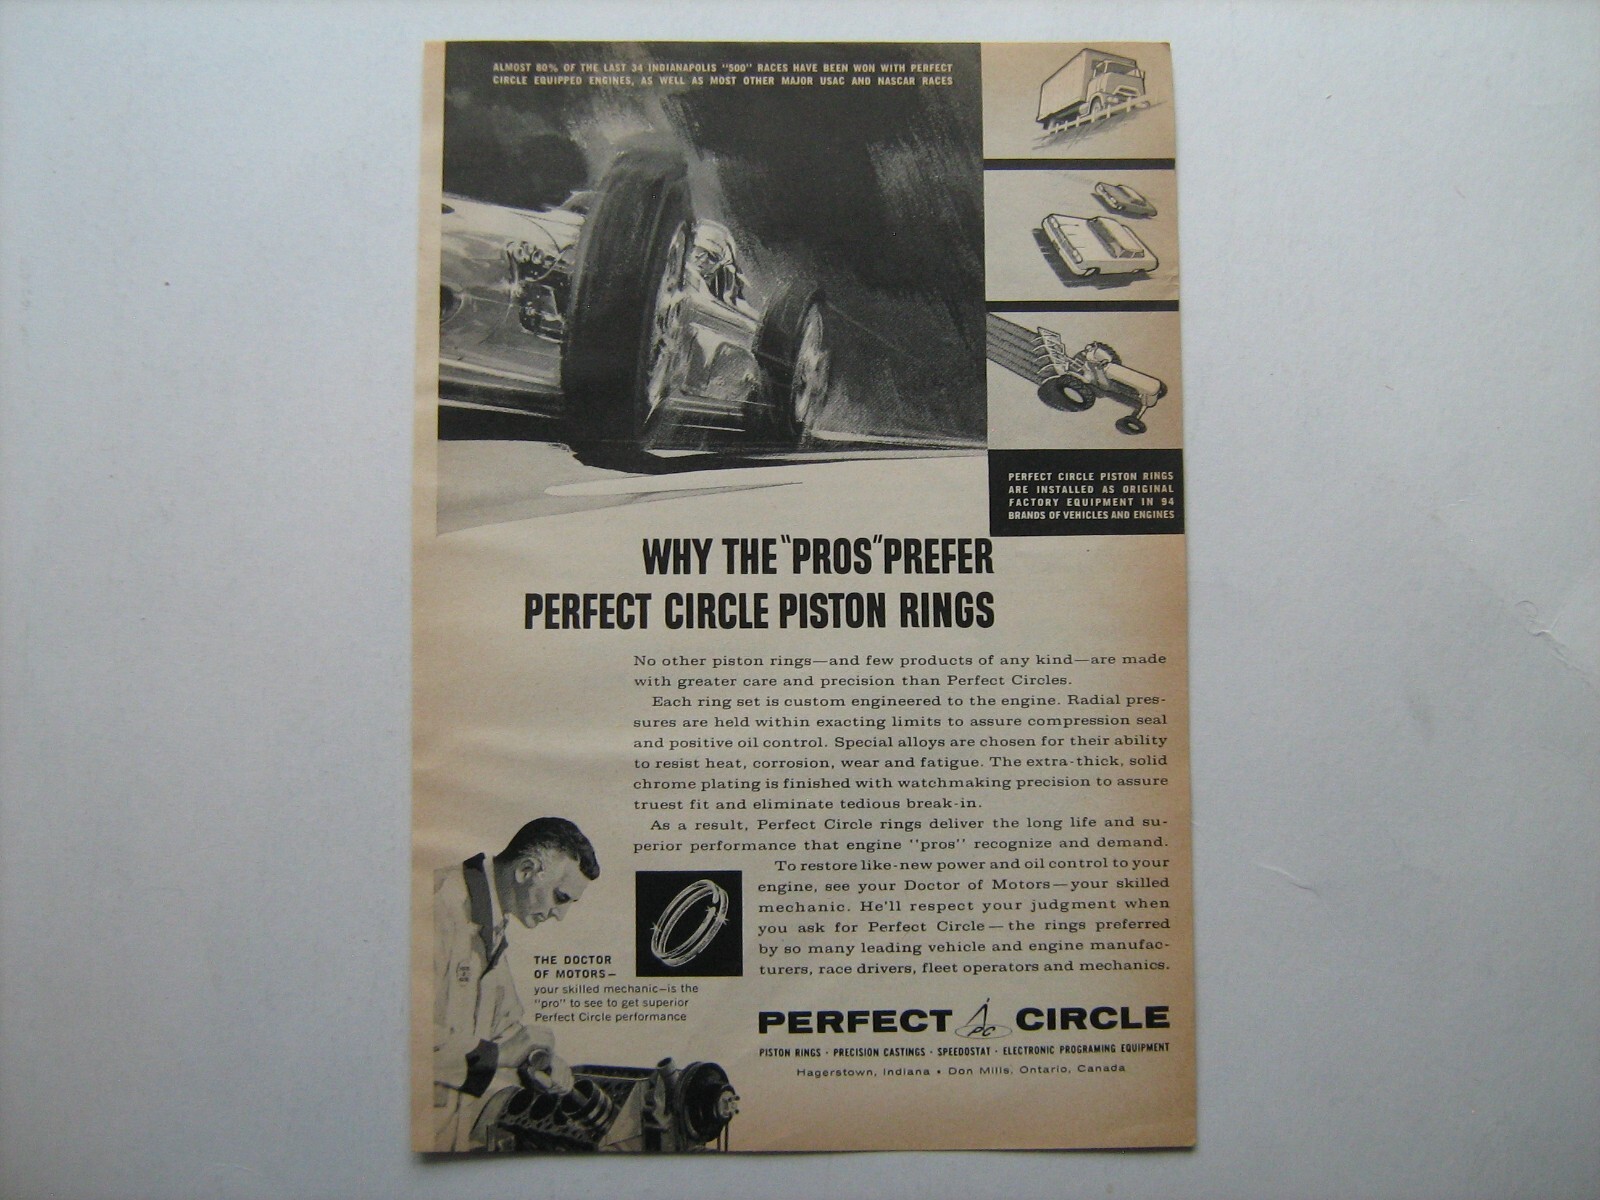 ALMOST 80% OF THE LAST 34 INDIANAPOLIS "500" RACES HAVE BEEN WON WITH PERFECT
CIRCLE EQUIPPED ENGINES, AS WELL AS MOST OTHER MAJOR USAC AND NASCAR RACES
PERFECT CIRCLE PISTON RINGS
ARE INSTALLED AS ORIGINAL
FACTORY EQUIPMENT IN 94
BRANDS OF VEHICLES AND ENGINES
WHY THE "PROS" PREFER
PERFECT CIRCLE PISTON RINGS
No other piston rings—and few products of any kind—are made
with greater care and precision than Perfect Circles.
Each ring set is custom engineered to the engine. Radial pres-
sures are held within exacting limits to assure compression seal
and positive oil control. Special alloys are chosen for their ability
to resist heat, corrosion, wear and fatigue. The extra-thick, solid
chrome plating is finished with watchmaking precision to assure
truest fit and eliminate tedious break-in.
As a result, Perfect Circle rings deliver the long life and su-
perior performance that engine "pros" recognize and demand.
To restore like-new power and oil control to your
engine, see your Doctor of Motors—your skilled
mechanic. He'll respect your judgment when
you ask for Perfect Circle—the rings preferred
by so many leading vehicle and engine manufac-
turers, race drivers, fleet operators and mechanics.
THE DOCTOR
OF MOTORS—
your skilled mechanic—is the
"pro" to see to get superior
Perfect Circle performance
PERFECT PC CIRCLE
PISTON RINGS · PRECISION CASTINGS · SPEEDOSTAT · ELECTRONIC PROGRAMING EQUIPMENT
Hagerstown, Indiana • Don Mills, Ontario, Canada